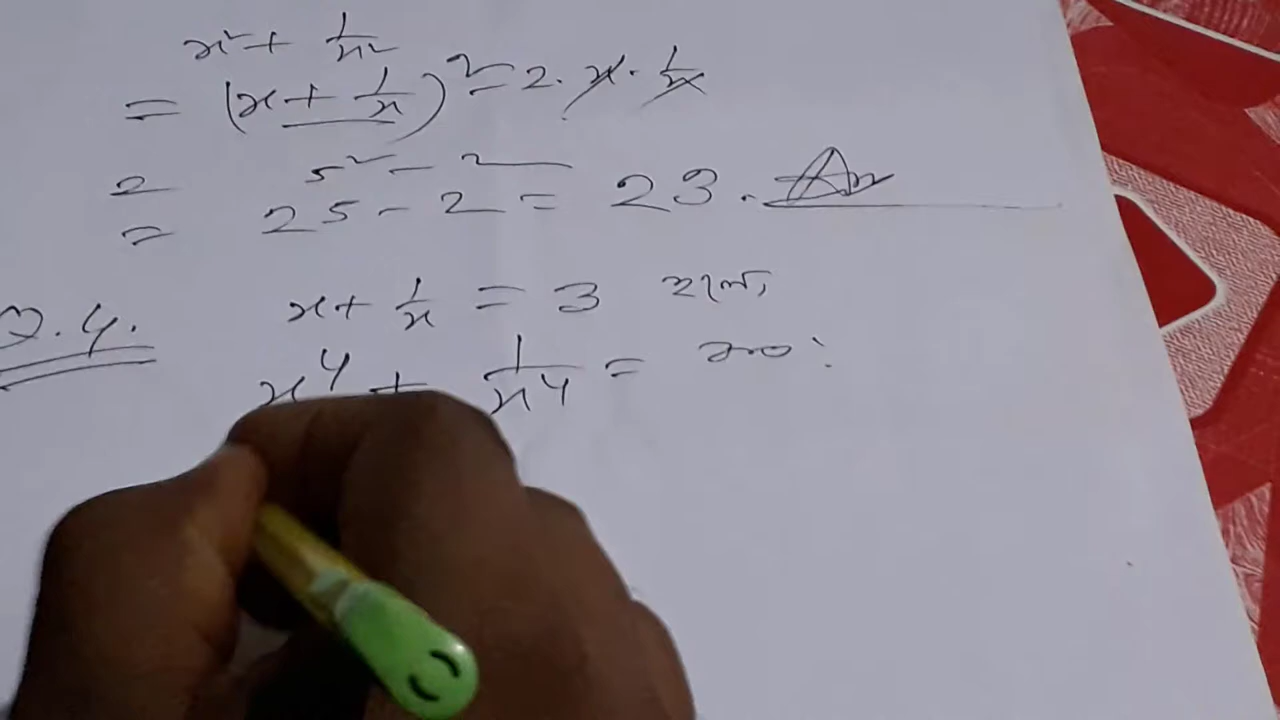 x² + 1/x²
= (x + 1/x)² = 2 · x · 1/x
= 5² - 2
= 25 - 2 = 23. Ans
Q.4. x + 1/x = 3 হলে,
x⁴ + 1/x⁴ =